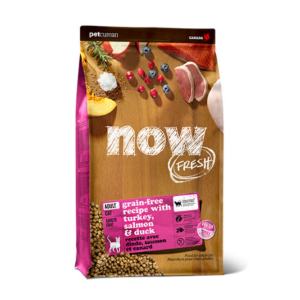 petcurean
CANADA
now
FRESH
ADULT
CAT
grain-free
recipe with
turkey,
salmon
& duck
recette avec
dinde, saumon
et canard